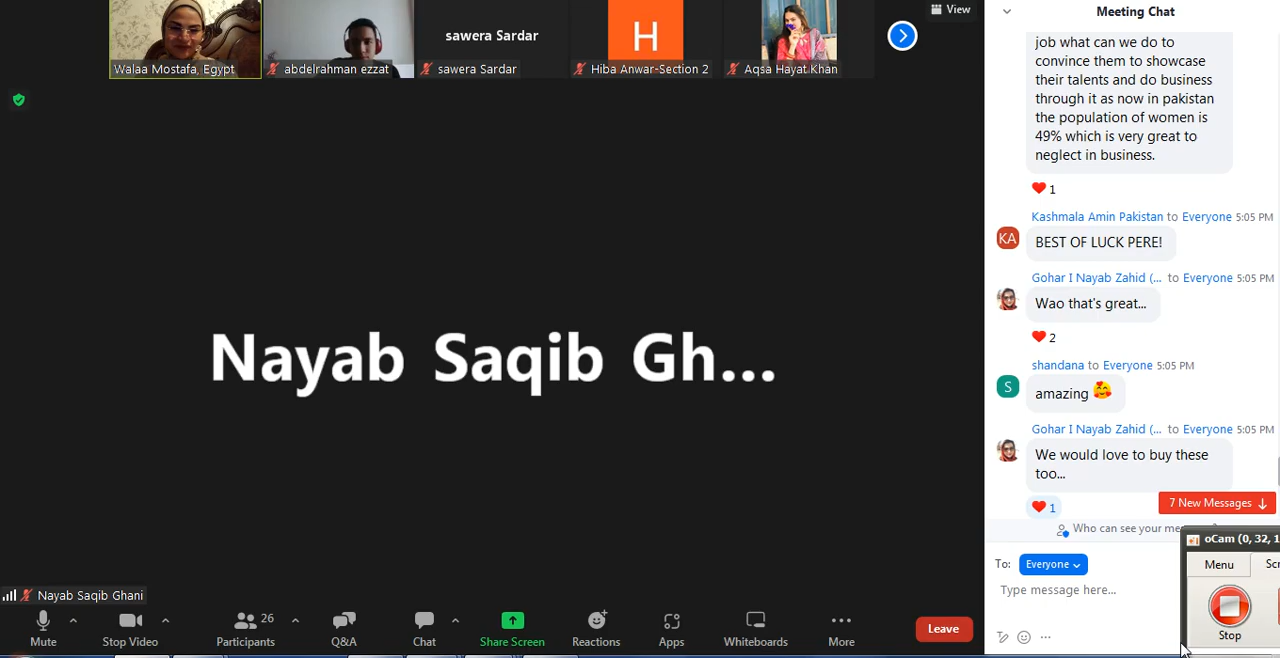 Walaa Mostafa, Egypt
abdelrahman ezzat
sawera Sardar
sawera Sardar
H
Hiba Anwar-Section 2
Aqsa Hayat Khan
View
Nayab Saqib Gh...
Nayab Saqib Ghani
Mute
Stop Video
26
Participants
Q&A
Chat
Share Screen
Reactions
Apps
Whiteboards
More
Leave
Meeting Chat
job what can we do to
convince them to showcase
their talents and do business
through it as now in pakistan
the population of women is
49% which is very great to
neglect in business.
1
Kashmala Amin Pakistan to Everyone 5:05 PM
KA
BEST OF LUCK PERE!
Gohar I Nayab Zahid (... to Everyone 5:05 PM
Wao that's great...
2
shandana to Everyone 5:05 PM
S
amazing 🥰
Gohar I Nayab Zahid (... to Everyone 5:05 PM
We would love to buy these
too...
1
7 New Messages
Who can see your
To: Everyone
Type message here...
oCam (0, 32, 1
Menu
Stop